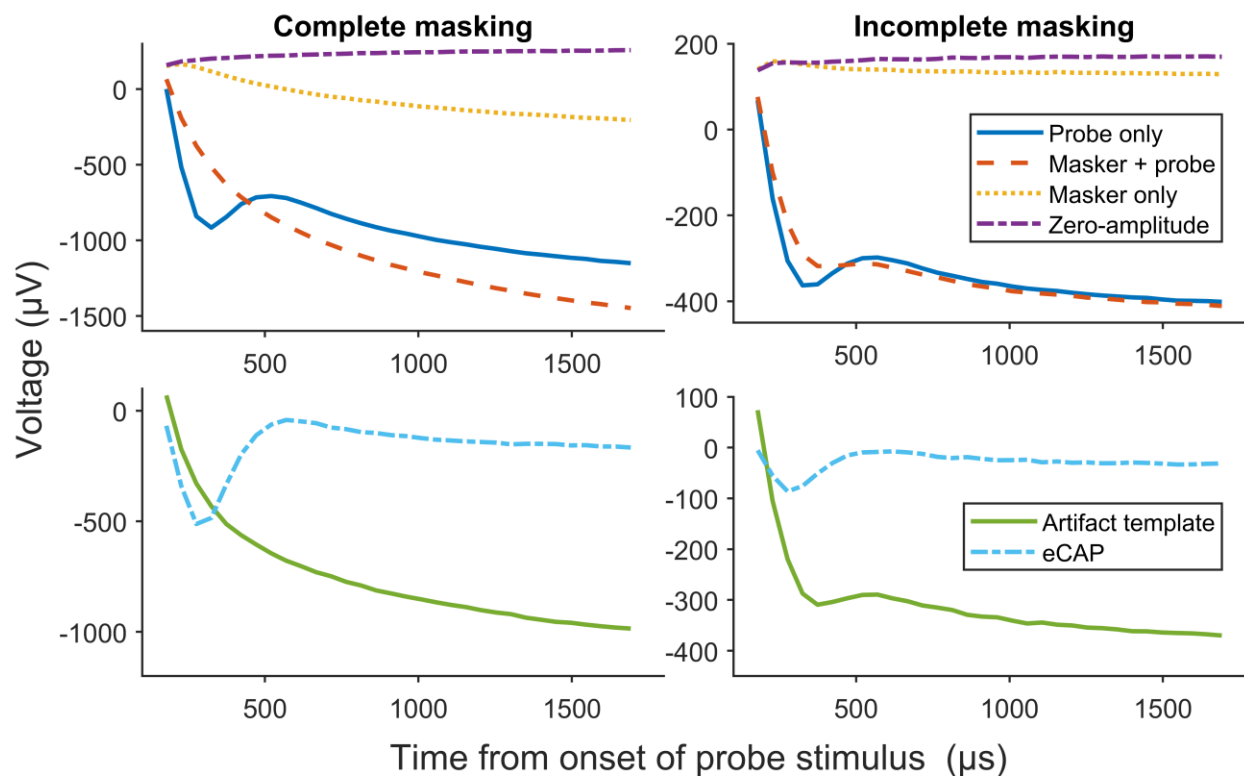 Complete masking
Incomplete masking
0
-500
-1000
-1500
500
1000
1500
200
0
-200
-400
500
1000
1500
Probe only
Masker + probe
Masker only
Zero-amplitude
Voltage (µV)
0
-500
-1000
500
1000
1500
100
0
-100
-200
-300
-400
500
1000
1500
Artifact template
eCAP
Time from onset of probe stimulus (µs)